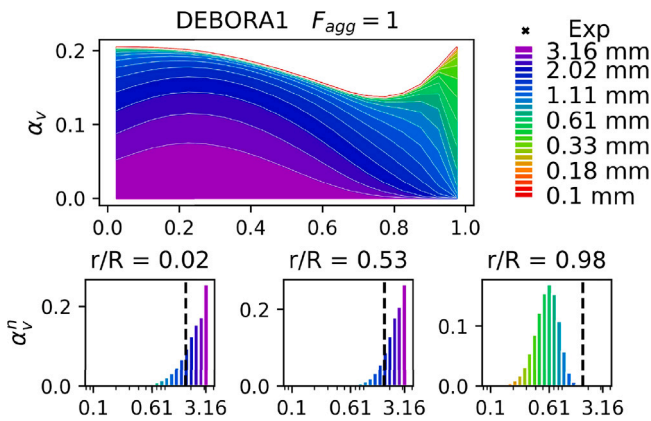 DEBORA1 F_agg = 1
α_v
0.2
0.1
0.0
0.0 0.2 0.4 0.6 0.8 1.0
Exp
3.16 mm
2.02 mm
1.11 mm
0.61 mm
0.33 mm
0.18 mm
0.1 mm
r/R = 0.02
r/R = 0.53
r/R = 0.98
α_v^n
0.2
0.0
0.1 0.61 3.16
0.2
0.0
0.1 0.61 3.16
0.1
0.0
0.1 0.61 3.16